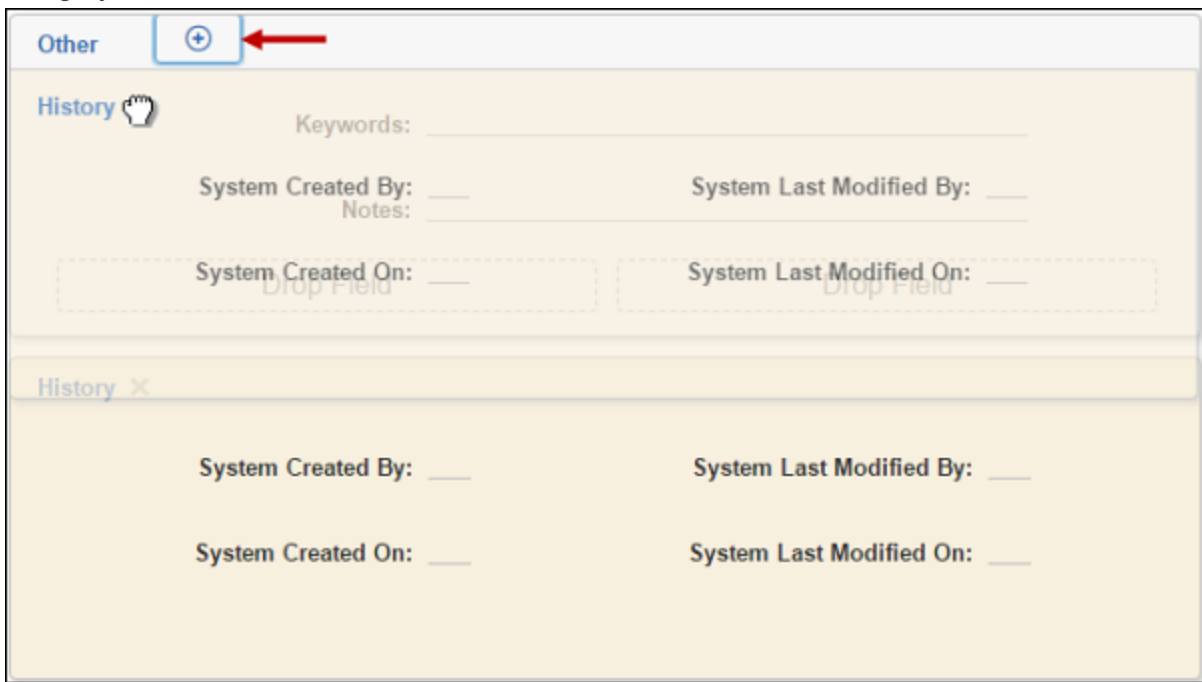 Other
History
Keywords:
System Created By: System Last Modified By:
Notes:
System Created On: System Last Modified On:
Drop Field Drop Field
History
System Created By: System Last Modified By:
System Created On: System Last Modified On: